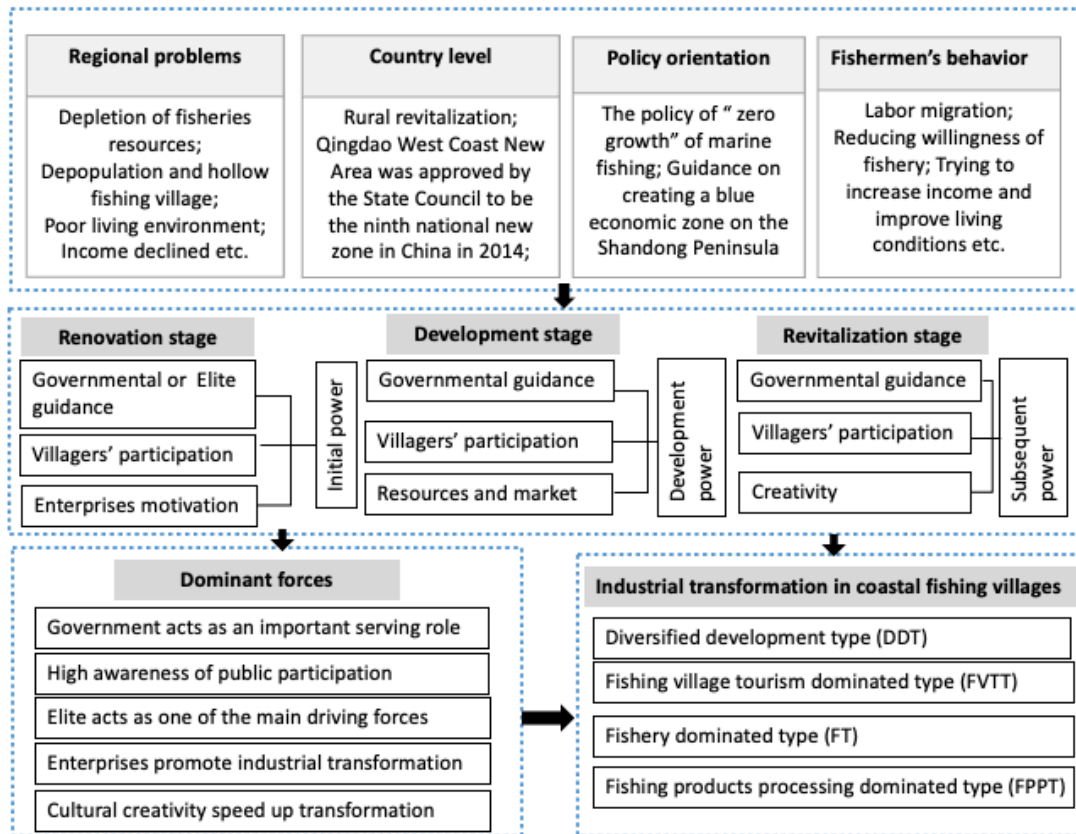 Regional problems
Depletion of fisheries
resources;
Depopulation and hollow
fishing village;
Poor living environment;
Income declined etc.
Country level
Rural revitalization;
Qingdao West Coast New
Area was approved by
the State Council to be
the ninth national new
zone in China in 2014;
Policy orientation
The policy of “ zero
growth” of marine
fishing; Guidance on
creating a blue
economic zone on the
Shandong Peninsula
Fishermen’s behavior
Labor migration;
Reducing willingness of
fishery; Trying to
increase income and
improve living
conditions etc.
Renovation stage
Governmental or Elite
guidance
Villagers’ participation
Enterprises motivation
Initial power
Development stage
Governmental guidance
Villagers’ participation
Resources and market
Development
power
Revitalization stage
Governmental guidance
Villagers’ participation
Creativity
Subsequent
power
Dominant forces
Government acts as an important serving role
High awareness of public participation
Elite acts as one of the main driving forces
Enterprises promote industrial transformation
Cultural creativity speed up transformation
Industrial transformation in coastal fishing villages
Diversified development type (DDT)
Fishing village tourism dominated type (FVTT)
Fishery dominated type (FT)
Fishing products processing dominated type (FPPT)